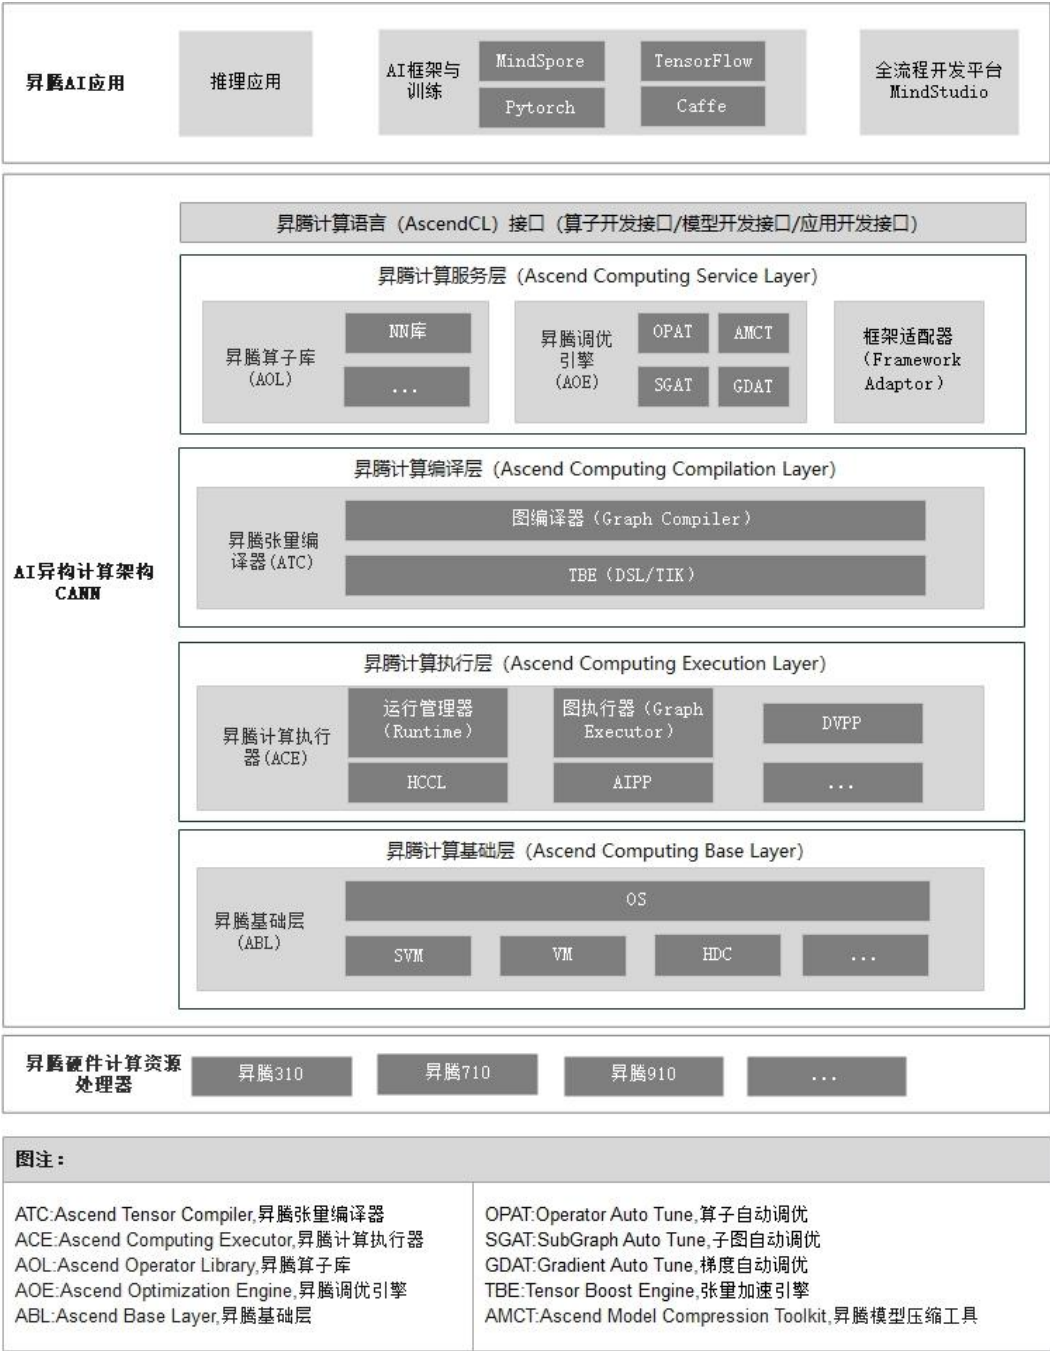 昇腾AI应用
推理应用
AI框架与
训练
MindSpore
TensorFlow
Pytorch
Caffe
全流程开发平台
MindStudio
昇腾计算语言（AscendCL）接口（算子开发接口/模型开发接口/应用开发接口）
昇腾计算服务层（Ascend Computing Service Layer）
昇腾算子库
(AOL)
NN库
...
昇腾调优
引擎
(AOE)
OPAT
AMCT
SGAT
GDAT
框架适配器
（Framework
Adaptor）
昇腾计算编译层（Ascend Computing Compilation Layer）
昇腾张量编
译器(ATC)
图编译器（Graph Compiler）
TBE（DSL/TIK）
AI异构计算架构
CANN
昇腾计算执行层（Ascend Computing Execution Layer）
昇腾计算执行
器(ACE)
运行管理器
（Runtime）
图执行器（Graph
Executor）
DVPP
HCCL
AIPP
...
昇腾计算基础层（Ascend Computing Base Layer）
昇腾基础层
(ABL)
OS
SVM
VM
HDC
...
昇腾硬件计算资源
处理器
昇腾310
昇腾710
昇腾910
...
图注：
ATC:Ascend Tensor Compiler,昇腾张量编译器
ACE:Ascend Computing Executor,昇腾计算执行器
AOL:Ascend Operator Library,昇腾算子库
AOE:Ascend Optimization Engine,昇腾调优引擎
ABL:Ascend Base Layer,昇腾基础层
OPAT:Operator Auto Tune,算子自动调优
SGAT:SubGraph Auto Tune,子图自动调优
GDAT:Gradient Auto Tune,梯度自动调优
TBE:Tensor Boost Engine,张量加速引擎
AMCT:Ascend Model Compression Toolkit,昇腾模型压缩工具